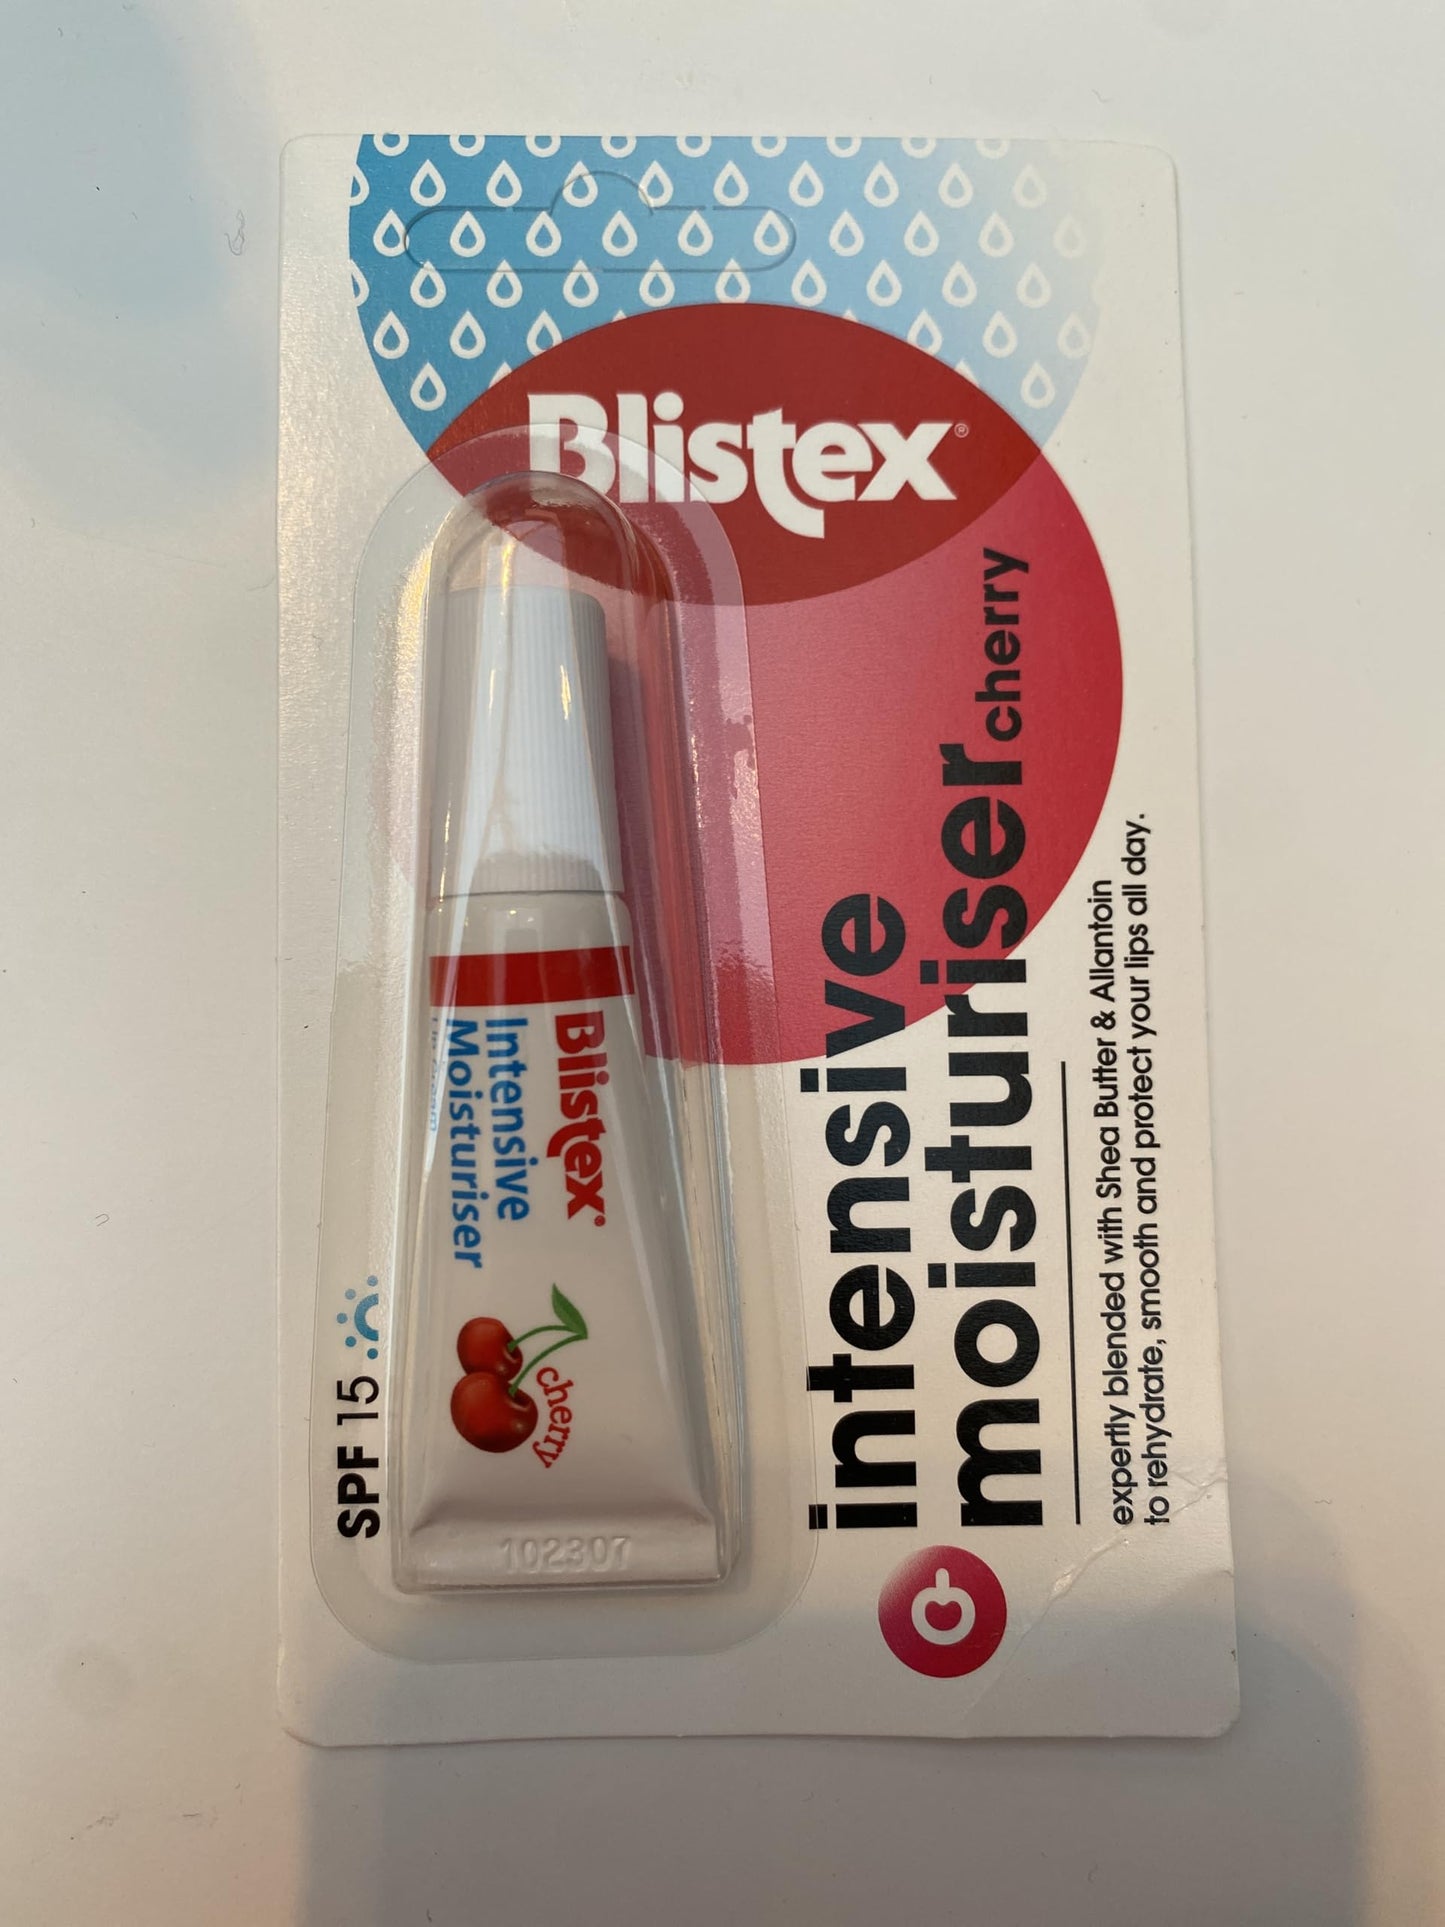 Blistex®
intensive
moisturiser cherry
expertly blended with Shea Butter & Allantoin
to rehydrate, smooth and protect your lips all day.
SPF 15
Blistex®
Intensive
Moisturiser
cherry
102307